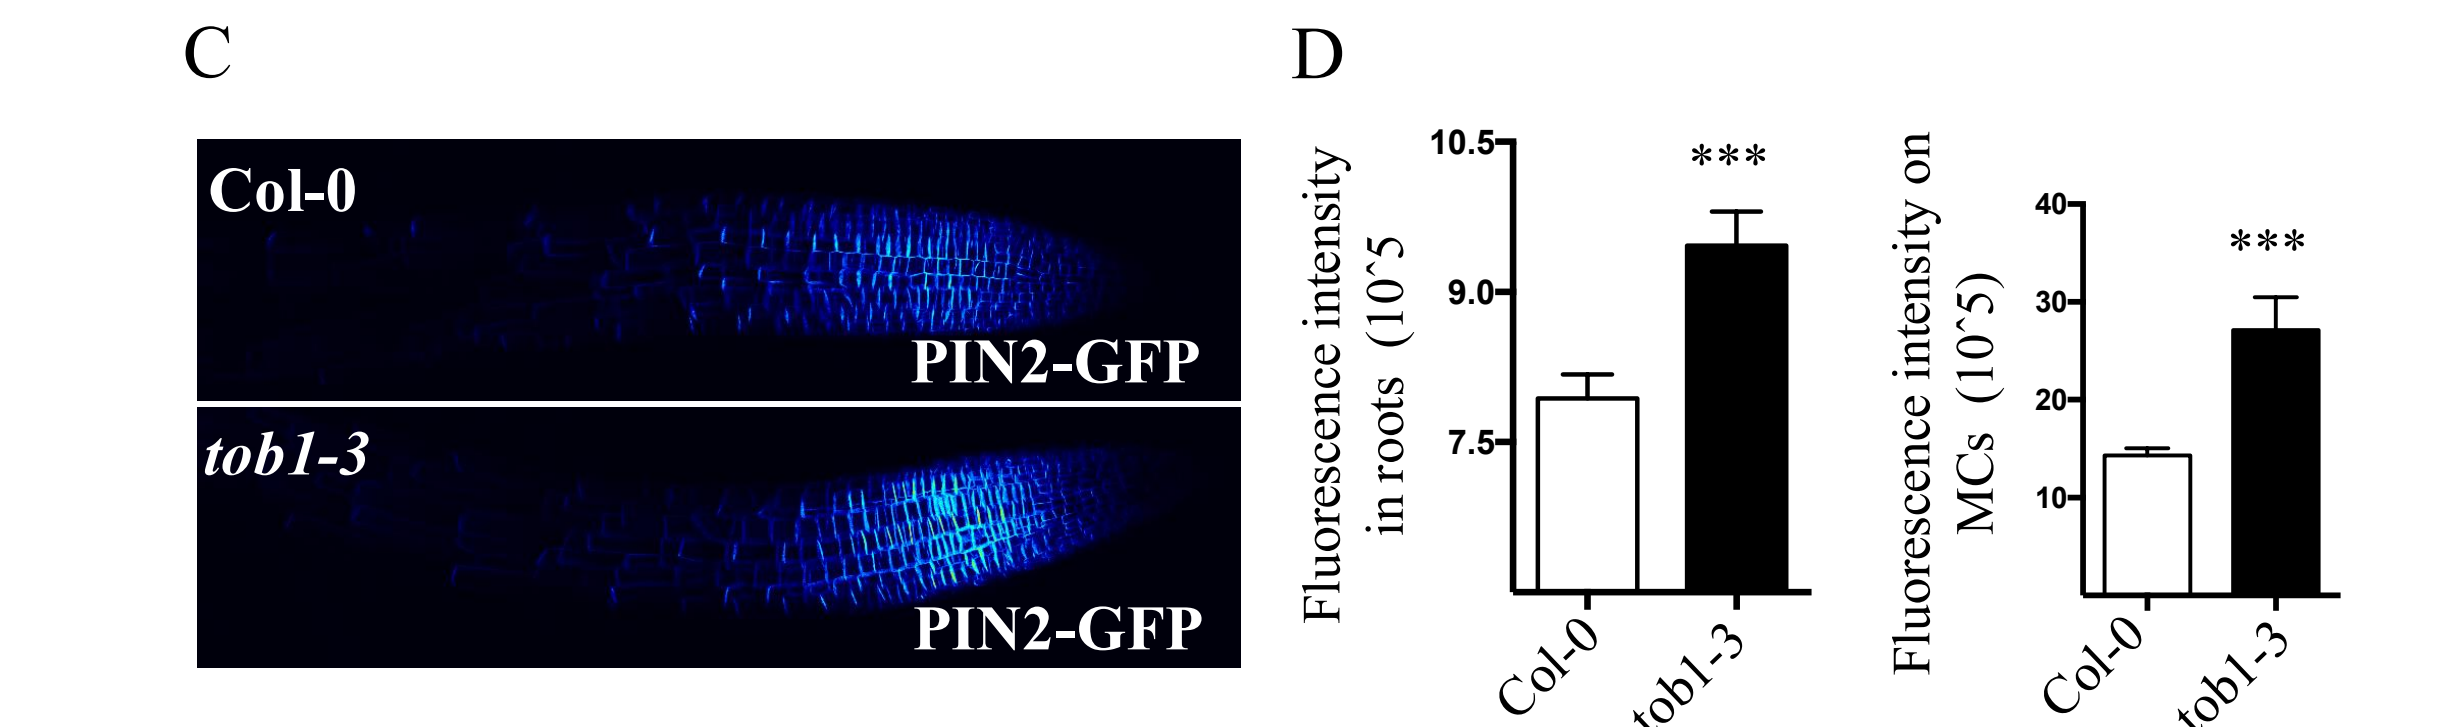 C
Col-0
PIN2-GFP
tob1-3
PIN2-GFP
D
Fluorescence intensity
in roots (10^5
10.5
9.0
7.5
***
Col-0
tob1-3
Fluorescence intensity on
MCs (10^5)
40
30
20
10
***
Col-0
tob1-3